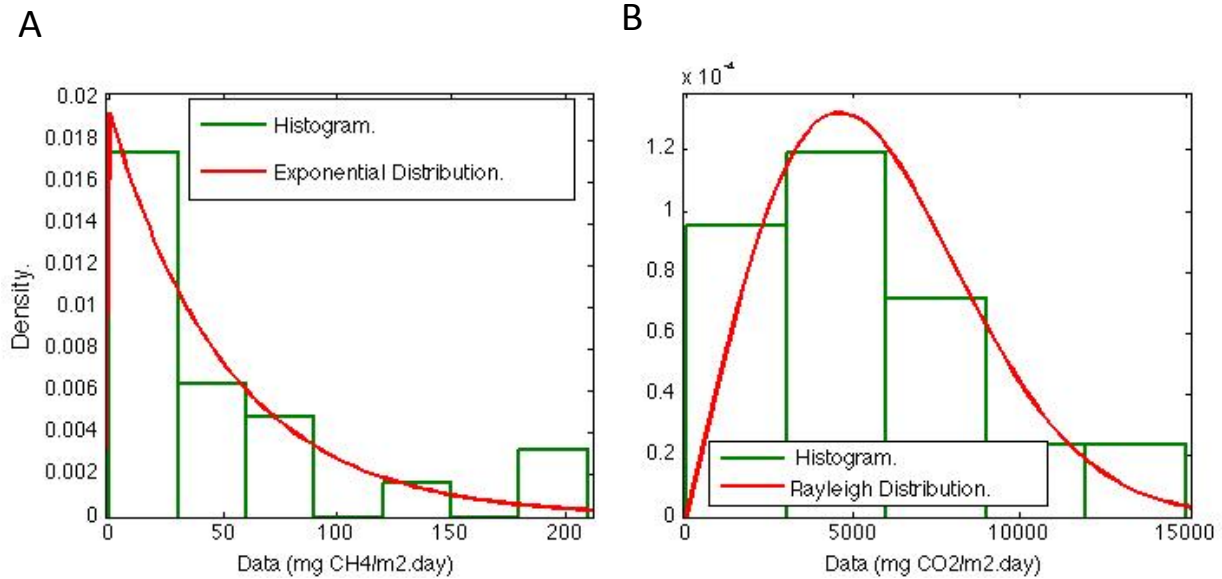 A
B
x 10⁻⁴
0.02
0.018
0.016
0.014
0.012
0.01
0.008
0.006
0.004
0.002
0
Density.
Histogram.
Exponential Distribution.
0 50 100 150 200
Data (mg CH4/m2.day)
1.2
1
0.8
0.6
0.4
0.2
0
Histogram.
Rayleigh Distribution.
0 5000 10000 15000
Data (mg CO2/m2.day)